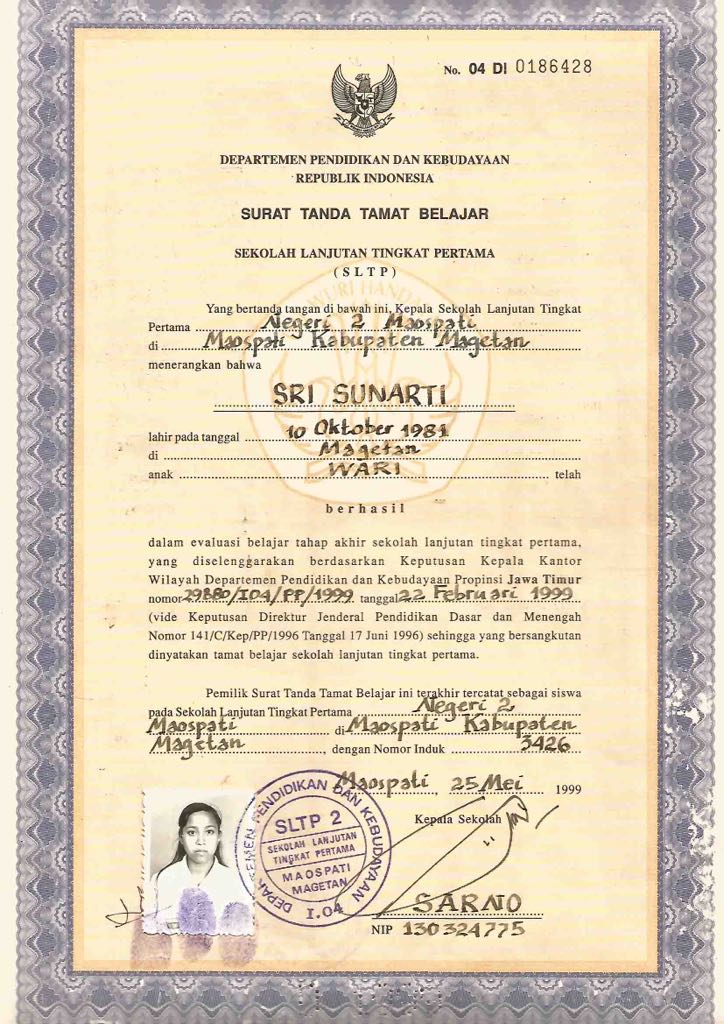 No. 04 DI 0186428
DEPARTEMEN PENDIDIKAN DAN KEBUDAYAAN
REPUBLIK INDONESIA
SURAT TANDA TAMAT BELAJAR
SEKOLAH LANJUTAN TINGKAT PERTAMA
(SLTP)
Yang bertanda tangan di bawah ini, Kepala Sekolah Lanjutan Tingkat
Pertama Negeri 2 Maospati
di Maospati Kabupaten Magetan
menerangkan bahwa
SRI SUNARTI
lahir pada tanggal 10 Oktober 1981
di Magetan
anak WARI telah
berhasil
dalam evaluasi belajar tahap akhir sekolah lanjutan tingkat pertama,
yang diselenggarakan berdasarkan Keputusan Kepala Kantor
Wilayah Departemen Pendidikan dan Kebudayaan Propinsi Jawa Timur
nomor 29880/I04/PP/1999 tanggal 22 Februari 1999
(vide Keputusan Direktur Jenderal Pendidikan Dasar dan Menengah
Nomor 141/C/Kep/PP/1996 Tanggal 17 Juni 1996) sehingga yang bersangkutan
dinyatakan tamat belajar sekolah lanjutan tingkat pertama.
Pemilik Surat Tanda Tamat Belajar ini terakhir tercatat sebagai siswa
pada Sekolah Lanjutan Tingkat Pertama Negeri 2
Maospati di Maospati Kabupaten
Magetan, dengan Nomor Induk 3426
Maospati, 25 Mei 1999
Kepala Sekolah
DEPARTEMEN PENDIDIKAN DAN KEBUDAYAAN
SLTP 2
SEKOLAH LANJUTAN
TINGKAT PERTAMA
MAOSPATI
MAGETAN
I.04
SARNO
NIP 130324775